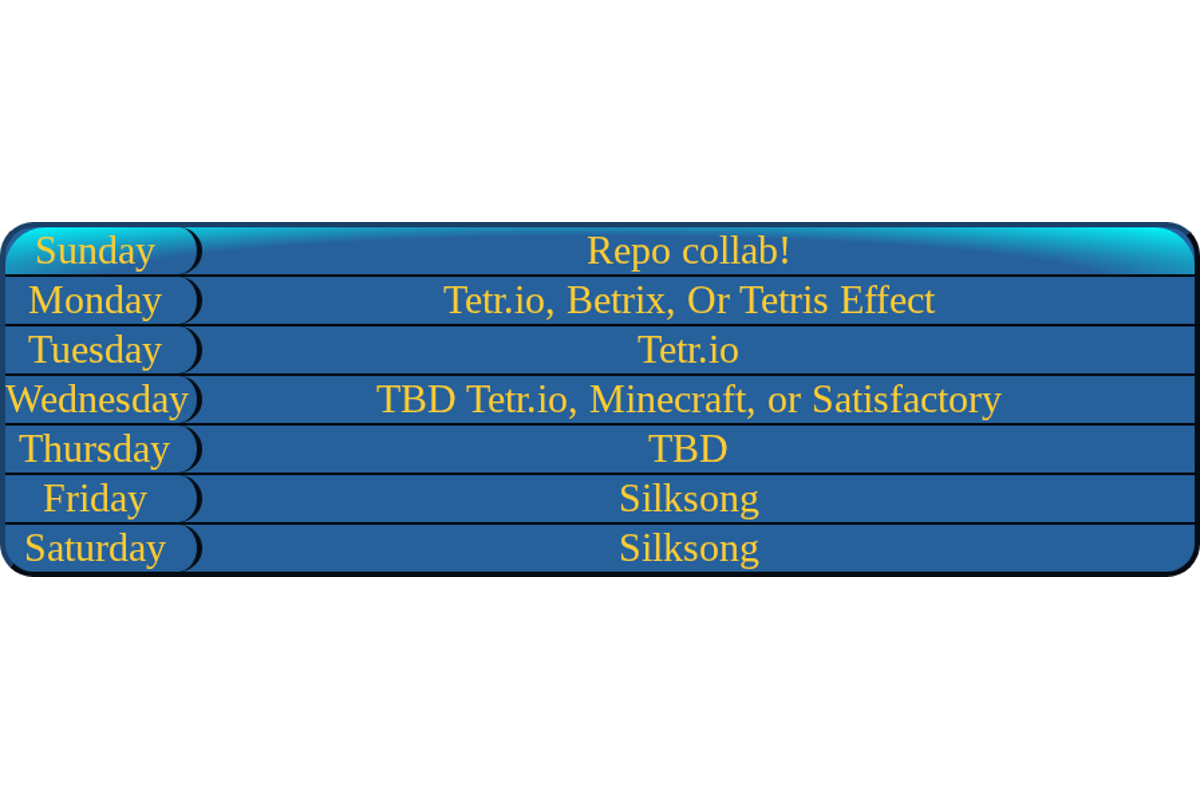 Sunday Repo collab!
Monday Tetr.io, Betrix, Or Tetris Effect
Tuesday Tetr.io
Wednesday TBD Tetr.io, Minecraft, or Satisfactory
Thursday TBD
Friday Silksong
Saturday Silksong